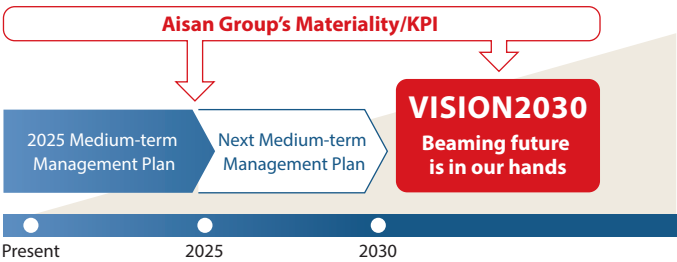 Aisan Group's Materiality/KPI
2025 Medium-term
Management Plan
Next Medium-term
Management Plan
VISION2030
Beaming future
is in our hands
Present
2025
2030